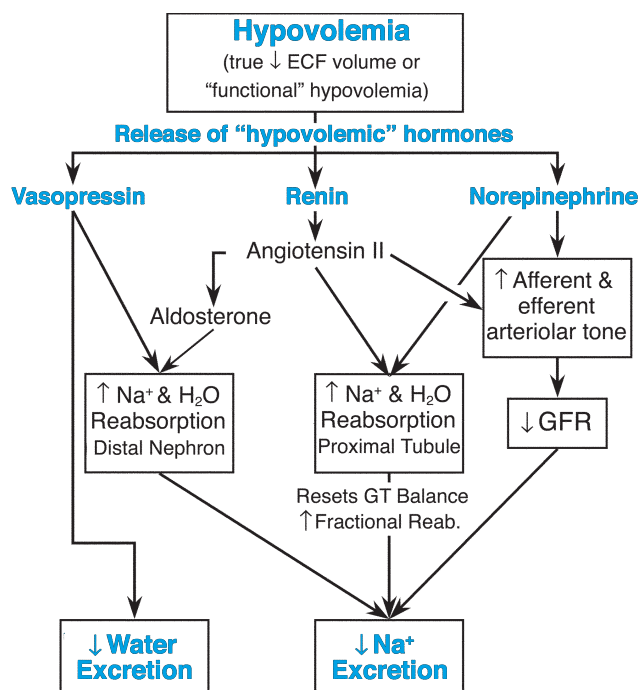 Hypovolemia
(true ↓ ECF volume or
“functional” hypovolemia)
Release of “hypovolemic” hormones
Vasopressin
Renin
Norepinephrine
Angiotensin II
Aldosterone
↑ Afferent &
efferent
arteriolar tone
↑ Na⁺ & H₂O
Reabsorption
Distal Nephron
↑ Na⁺ & H₂O
Reabsorption
Proximal Tubule
↓ GFR
Resets GT Balance
↑ Fractional Reab.
↓ Water
Excretion
↓ Na⁺
Excretion